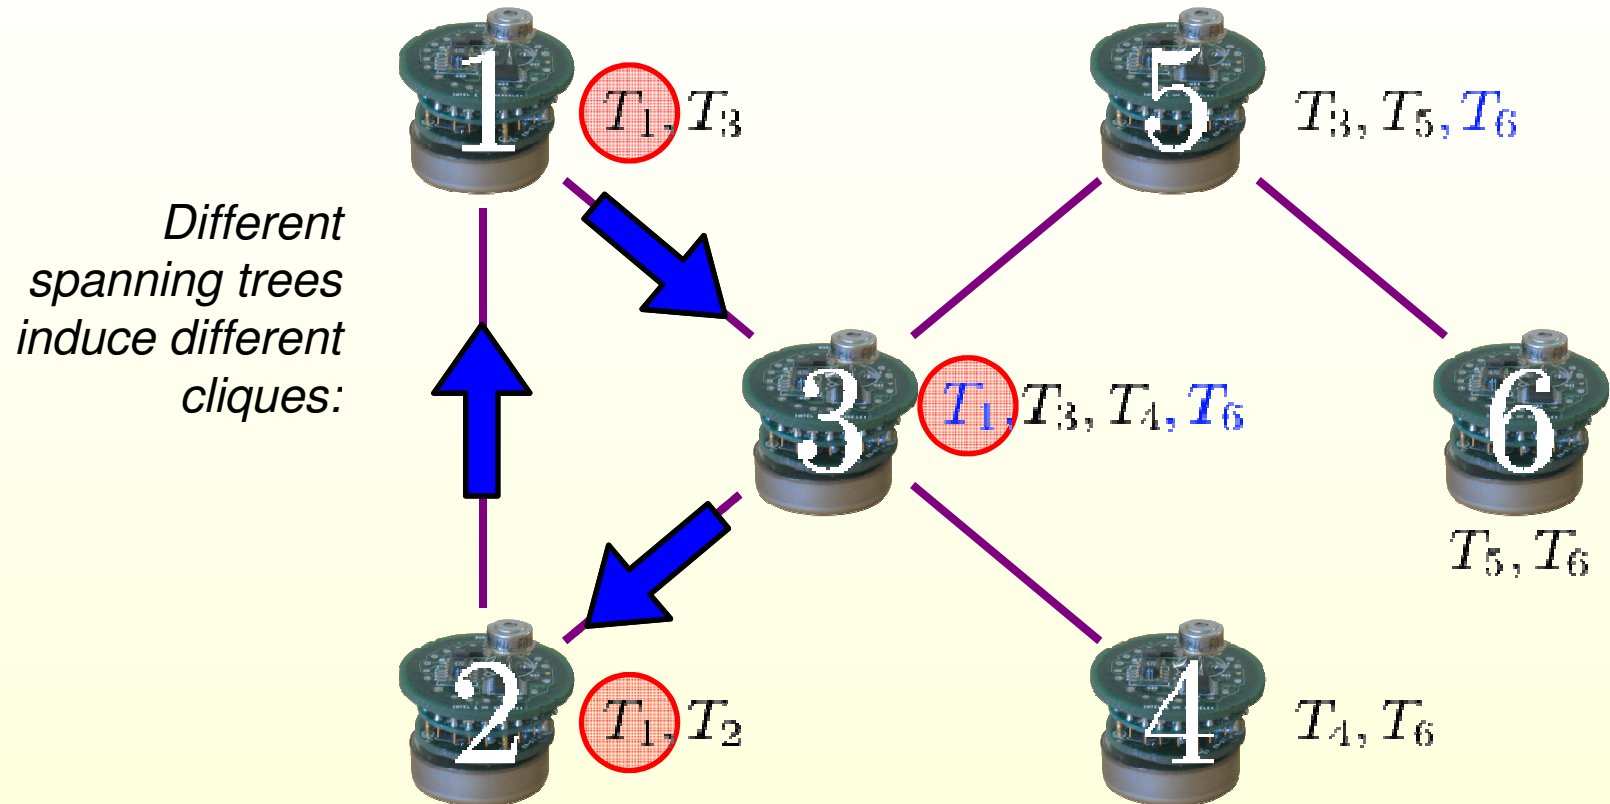 1
T₁, T₃
5
T₃, T₅, T₆
Different
spanning trees
induce different
cliques:
3
T₁, T₃, T₄, T₆
6
T₅, T₆
2
T₁, T₂
4
T₄, T₆